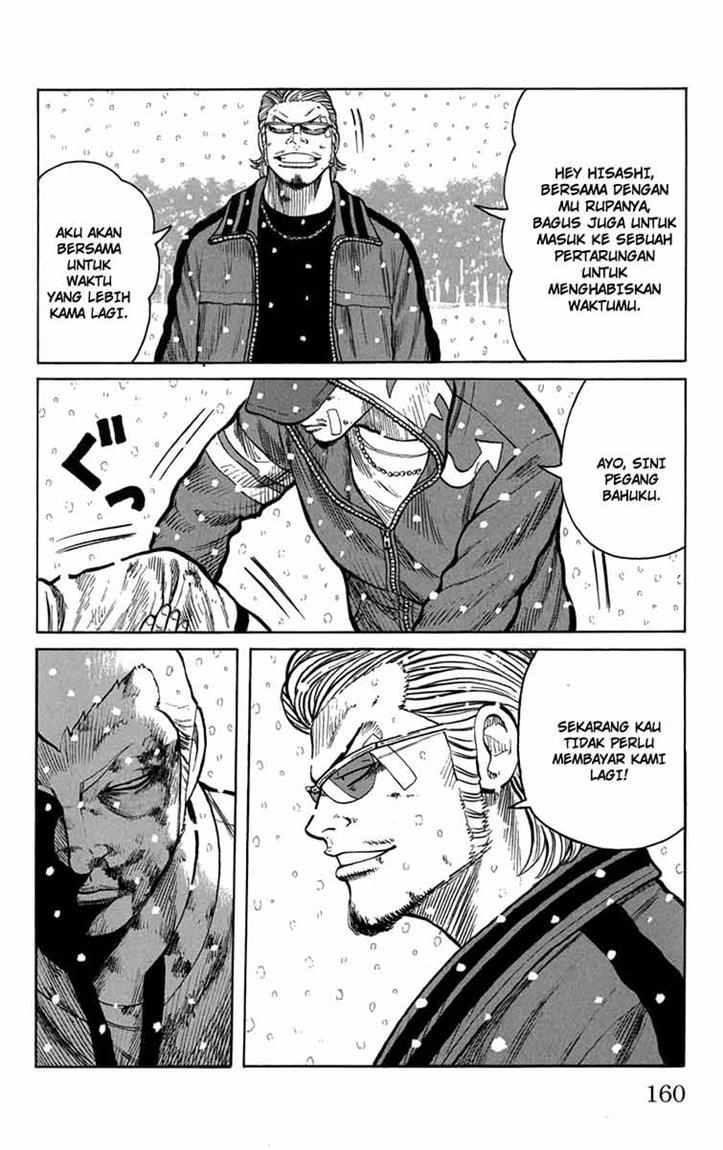 HEY HISASHI,
BERSAMA DENGAN
MU RUPANYA,
BAGUS JUGA UNTUK
MASUK KE SEBUAH
PERTARUNGAN
UNTUK
MENGHABISKAN
WAKTUMU.
AKU AKAN
BERSAMA
UNTUK
WAKTU
YANG LEBIH
KAMA LAGI.
AYO, SINI
PEGANG
BAHUKU.
ぐっ
SEKARANG KAU
TIDAK PERLU
MEMBAYAR KAMI
LAGI!
160